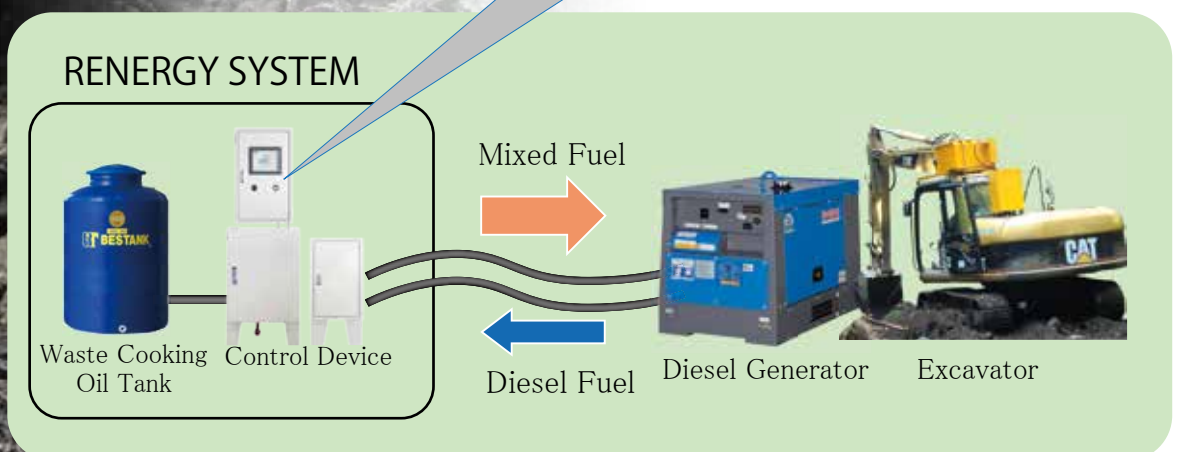 RENERGY SYSTEM
Mixed Fuel
BESTANK
CAT
Waste Cooking
Oil Tank
Control Device
Diesel Fuel
Diesel Generator
Excavator